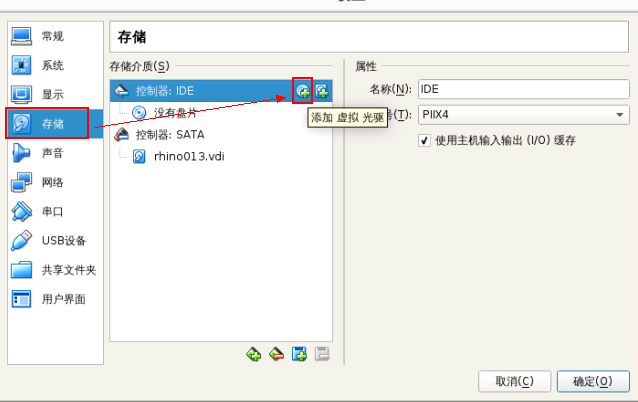 常规
系统
显示
存储
声音
网络
串口
USB设备
共享文件夹
用户界面
存储
存储介质(S)
控制器: IDE
没有盘片
控制器: SATA
rhino013.vdi
添加 虚拟 光驱
属性
名称(N): IDE
号(T): PIIX4
使用主机输入输出 (I/O) 缓存
取消(C) 确定(O)